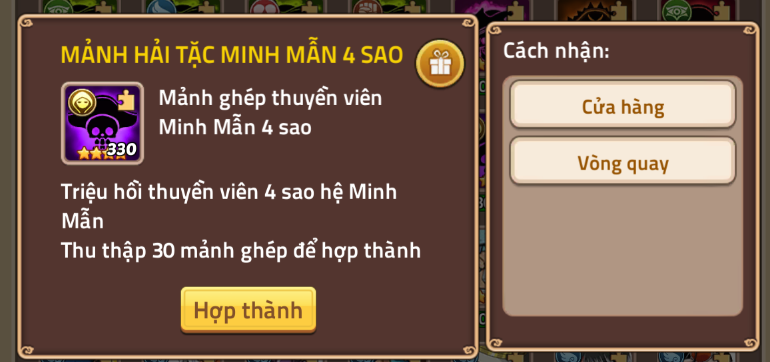 MẢNH HẢI TẶC MINH MẪN 4 SAO
Mảnh ghép thuyền viên
Minh Mẫn 4 sao
330
Triệu hồi thuyền viên 4 sao hệ Minh
Mẫn
Thu thập 30 mảnh ghép để hợp thành
Hợp thành
Cách nhận:
Cửa hàng
Vòng quay